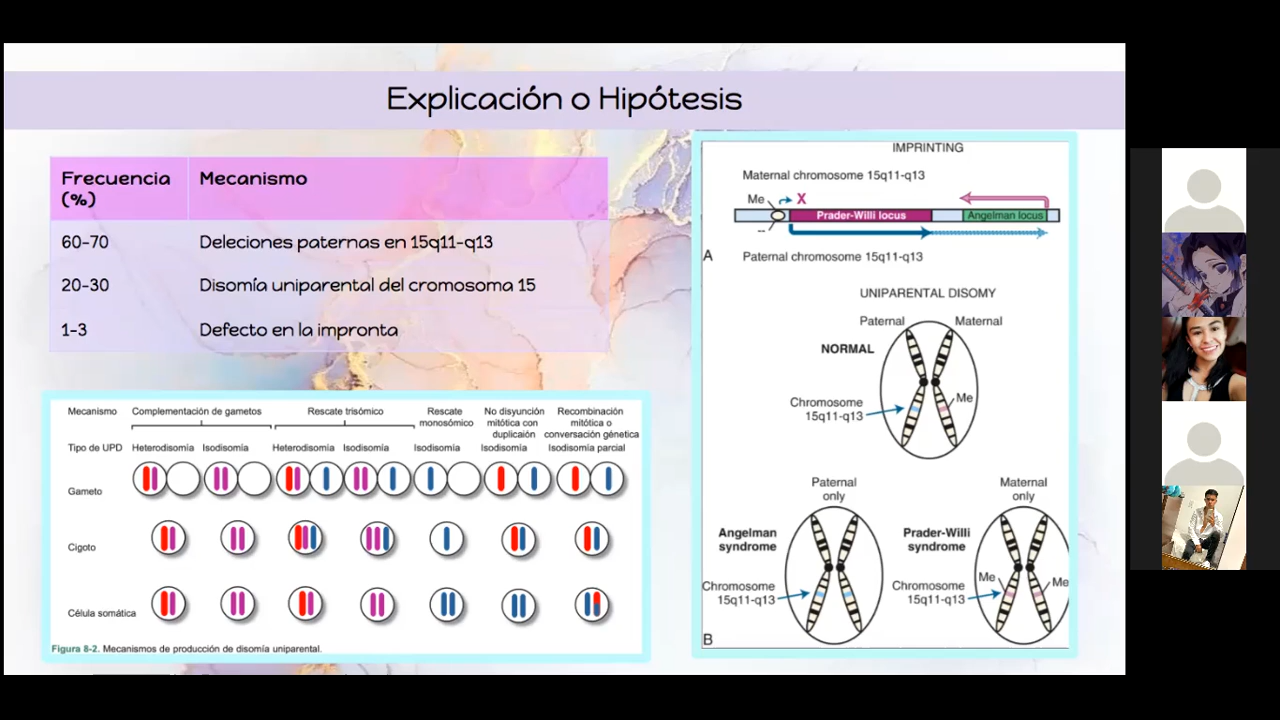 Explicación o Hipótesis
Frecuencia (%)
Mecanismo
60-70
Deleciones paternas en 15q11-q13
20-30
Disomía uniparental del cromosoma 15
1-3
Defecto en la impronta
Mecanismo
Complementación de gametos
Rescate trisómico
Rescate
monosómico
No disyunción
mitótica con
duplicaión
Recombinación
mitótica o
conversación génetica
Tipo de UPD
Heterodisomía
Isodisomía
Heterodisomía
Isodisomía
Isodisomía
Isodisomía
Isodisomía parcial
Gameto
Cigoto
Célula somática
Figura 8-2. Mecanismos de producción de disomía uniparental.
IMPRINTING
Maternal chromosome 15q11-q13
Me
X
Prader-Willi locus
Angelman locus
--
A
Paternal chromosome 15q11-q13
UNIPARENTAL DISOMY
Paternal
Maternal
NORMAL
Chromosome
15q11-q13
Me
Paternal
only
Maternal
only
Angelman
syndrome
Prader-Willi
syndrome
Chromosome
15q11-q13
Chromosome
15q11-q13
Me
Me
B